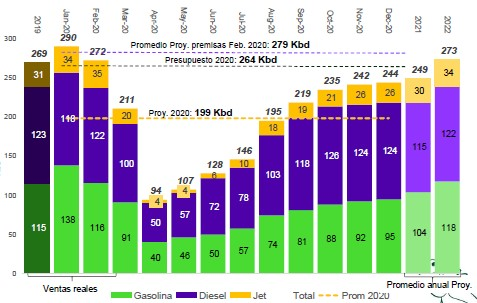 2019
Jan-20
Feb-20
Mar-20
Apr-20
May-20
Jun-20
Jul-20
Aug-20
Sep-20
Oct-20
Nov-20
Dec-20
2021
2022
300
250
200
150
100
50
0
Promedio Proy. premisas Feb. 2020: 279 Kbd
Presupuesto 2020: 264 Kbd
Proy. 2020: 199 Kbd
269 290 272 211 94 107 128 146 195 219 235 242 244 249 273
31 34 35 20 4 4 6 10 18 19 21 26 26 30 34
123 118 122 100 50 57 72 78 103 118 126 124 124 115 122
115 138 116 91 40 46 50 57 74 81 88 92 95 104 118
Ventas reales
Promedio anual Proy.
Gasolina Diesel Jet Prom 2020